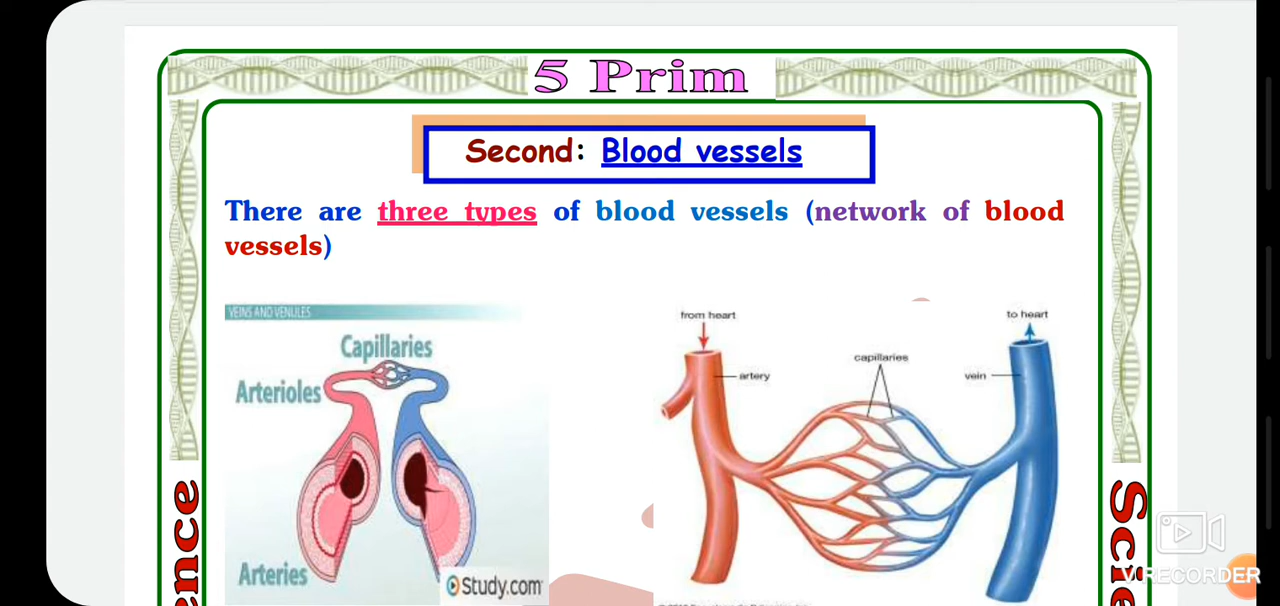 5 Prim
Second: Blood vessels
There are three types of blood vessels (network of blood
vessels)
VEINS AND VENULES
Capillaries
Arterioles
Arteries
Study.com
from heart
to heart
capillaries
artery
vein
ence
Scie
V RECORDER